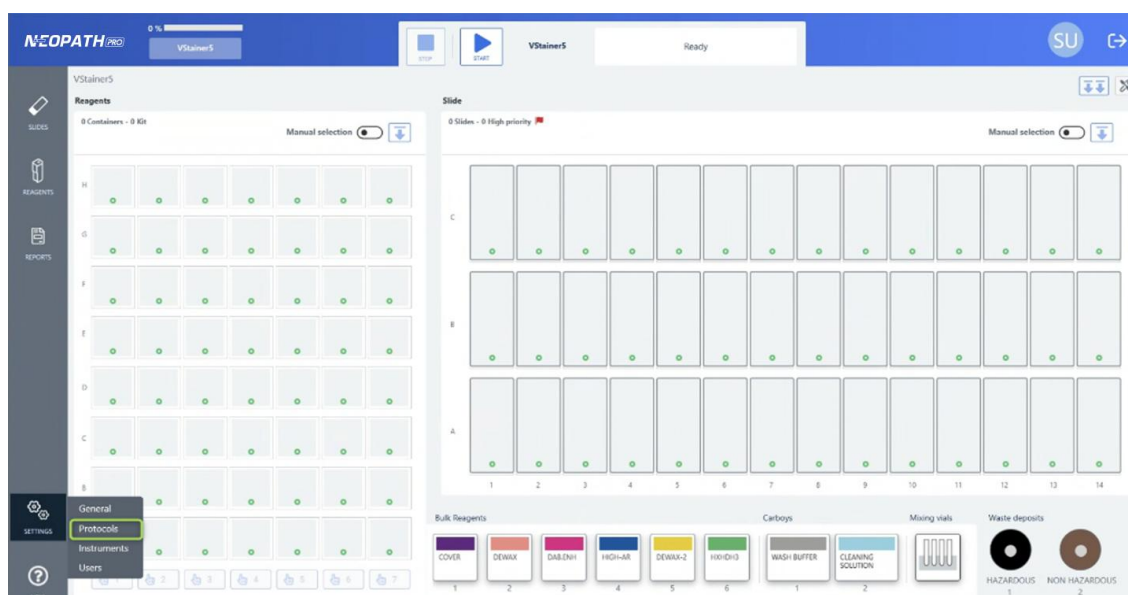 NEOPATH PRO
0 %
VStainer5
STOP
START
VStainer5
Ready
SU
VStainer5
SLIDES
REAGENTS
REPORTS
SETTINGS
Reagents
0 Containers - 0 Kit
Manual selection
H
G
F
E
D
C
B
1 2 3 4 5 6 7
General
Protocols
Instruments
Users
Slide
0 Slides - 0 High priority
Manual selection
C
B
A
1 2 3 4 5 6 7 8 9 10 11 12 13 14
Bulk Reagents
COVER
DEWAX
DAB.ENH
HIGH-AR
DEWAX-2
1 2 3 4 5 6
Carboys
WASH BUFFER
CLEANING
SOLUTION
1 2
Mixing vials
Waste deposits
HAZARDOUS
1
NON HAZARDOUS
2